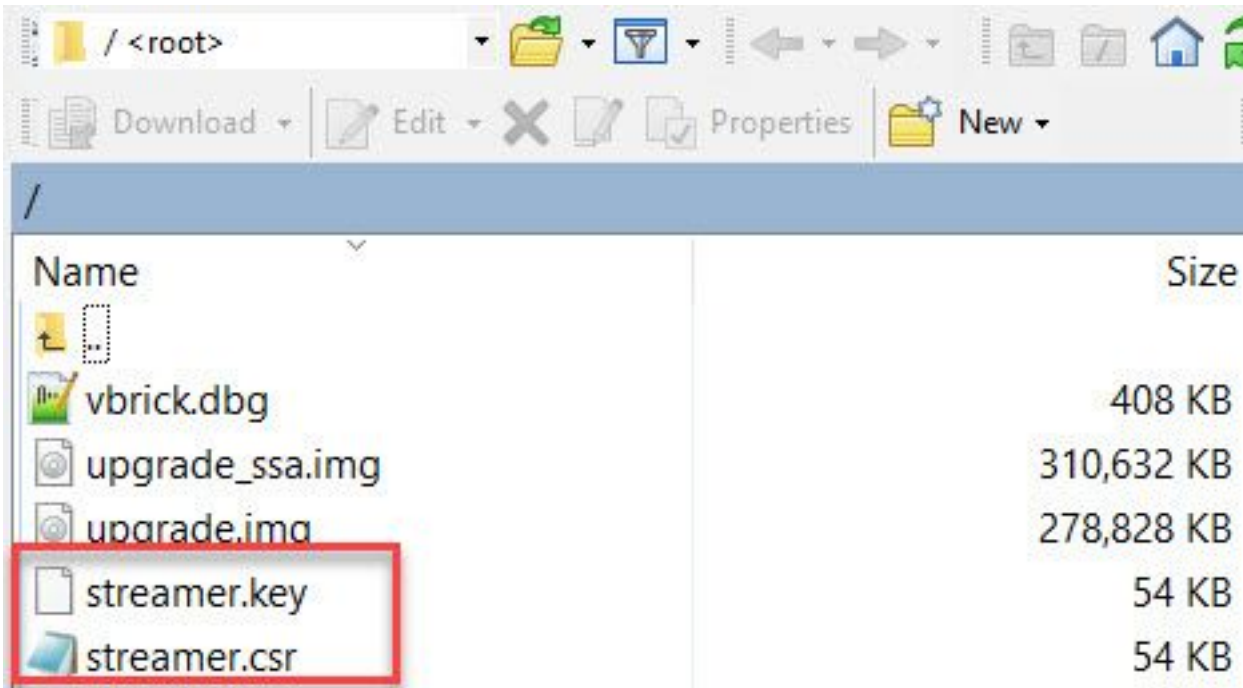 / <root>
Download Edit Properties New
/
Name Size
..
vbrick.dbg 408 KB
upgrade_ssa.img 310,632 KB
upgrade.img 278,828 KB
streamer.key 54 KB
streamer.csr 54 KB